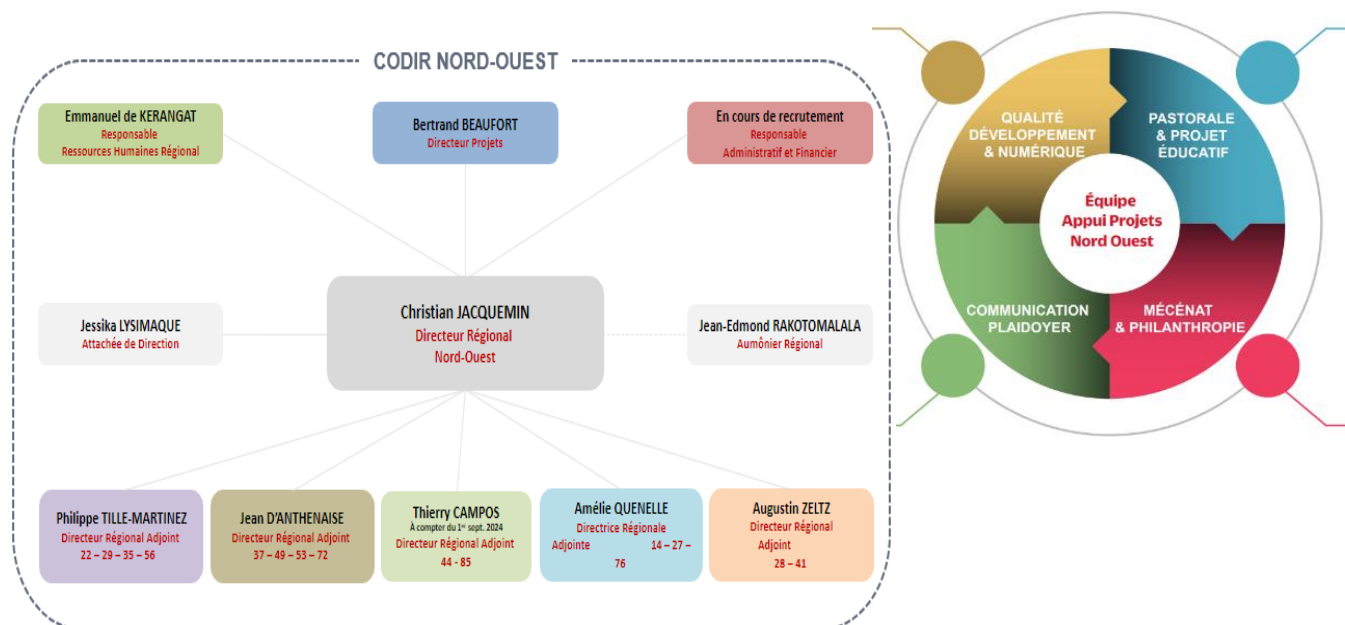 CODIR NORD-OUEST
Emmanuel de KERANGAT
Responsable
Ressources Humaines Régional
Bertrand BEAUFORT
Directeur Projets
En cours de recrutement
Responsable
Administratif et Financier
Jessika LYSIMAQUE
Attachée de Direction
Christian JACQUEMIN
Directeur Régional
Nord-Ouest
Jean-Edmond RAKOTOMALALA
Aumônier Régional
Philippe TILLE-MARTINEZ
Directeur Régional Adjoint
22 – 29 – 35 – 56
Jean D'ANTHENAISE
Directeur Régional Adjoint
37 – 49 – 53 – 72
Thierry CAMPOS
À compter du 1er sept. 2024
Directeur Régional Adjoint
44 - 85
Amélie QUENELLE
Directrice Régionale
Adjointe 14 – 27 –
76
Augustin ZELTZ
Directeur Régional
Adjoint
28 – 41
QUALITÉ
DÉVELOPPEMENT
& NUMÉRIQUE
PASTORALE
& PROJET
ÉDUCATIF
Équipe
Appui Projets
Nord Ouest
COMMUNICATION
PLAIDOYER
MÉCÉNAT
& PHILANTHROPIE